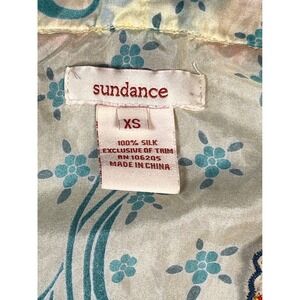 sundance
XS
100% SILK
EXCLUSIVE OF TRIM
RN 106205
MADE IN CHINA